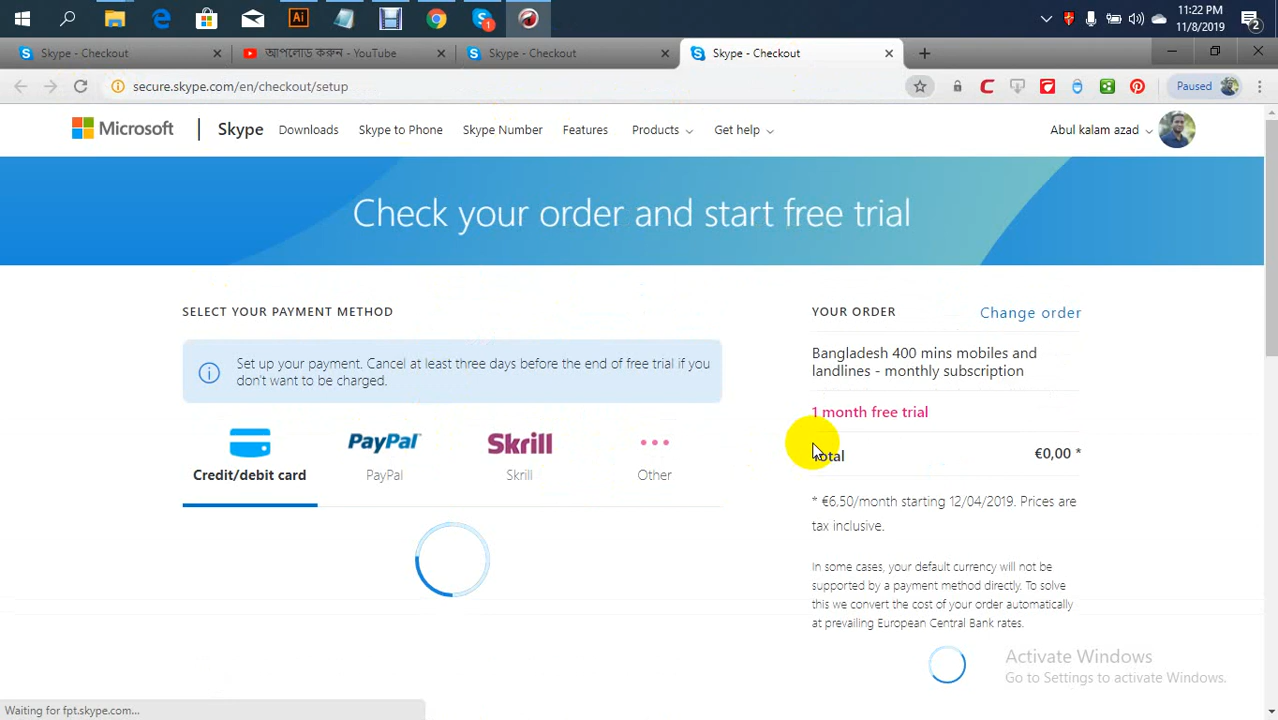 11:22 PM
11/8/2019
Skype - Checkout
আপলোড করুন - YouTube
Skype - Checkout
Skype - Checkout
secure.skype.com/en/checkout/setup
Paused
Microsoft
Skype
Downloads
Skype to Phone
Skype Number
Features
Products
Get help
Abul kalam azad
Check your order and start free trial
SELECT YOUR PAYMENT METHOD
Set up your payment. Cancel at least three days before the end of free trial if you
don't want to be charged.
Credit/debit card
PayPal
PayPal
Skrill
Skrill
Other
YOUR ORDER
Change order
Bangladesh 400 mins mobiles and
landlines - monthly subscription
1 month free trial
Total
€0,00 *
* €6,50/month starting 12/04/2019. Prices are
tax inclusive.
In some cases, your default currency will not be
supported by a payment method directly. To solve
this we convert the cost of your order automatically
at prevailing European Central Bank rates.
Activate Windows
Go to Settings to activate Windows.
Waiting for fpt.skype.com...